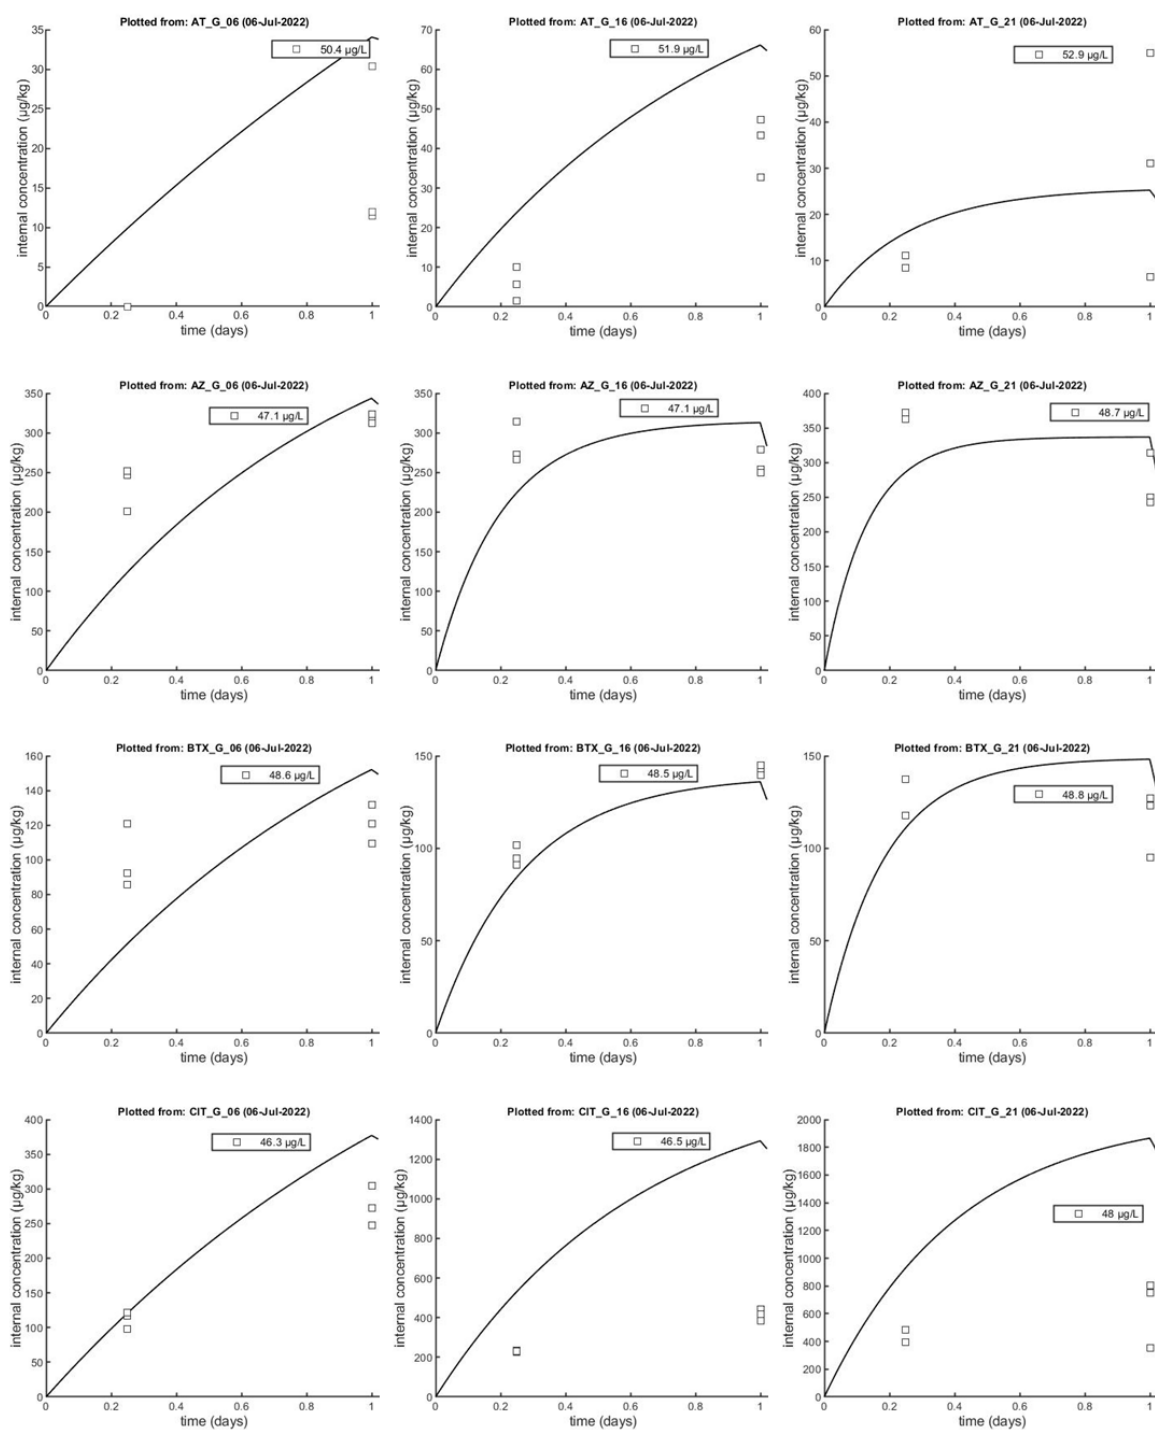 Plotted from: AT_G_06 (06-Jul-2022)
50.4 µg/L
internal concentration (µg/kg)
35
30
25
20
15
10
5
0
0 0.2 0.4 0.6 0.8 1
time (days)
Plotted from: AT_G_16 (06-Jul-2022)
51.9 µg/L
internal concentration (µg/kg)
70
60
50
40
30
20
10
0
0 0.2 0.4 0.6 0.8 1
time (days)
Plotted from: AT_G_21 (06-Jul-2022)
52.9 µg/L
internal concentration (µg/kg)
60
50
40
30
20
10
0
0 0.2 0.4 0.6 0.8 1
time (days)
Plotted from: AZ_G_06 (06-Jul-2022)
47.1 µg/L
internal concentration (µg/kg)
350
300
250
200
150
100
50
0
0 0.2 0.4 0.6 0.8 1
time (days)
Plotted from: AZ_G_16 (06-Jul-2022)
47.1 µg/L
internal concentration (µg/kg)
350
300
250
200
150
100
50
0
0 0.2 0.4 0.6 0.8 1
time (days)
Plotted from: AZ_G_21 (06-Jul-2022)
48.7 µg/L
internal concentration (µg/kg)
400
350
300
250
200
150
100
50
0
0 0.2 0.4 0.6 0.8 1
time (days)
Plotted from: BTX_G_06 (06-Jul-2022)
48.6 µg/L
internal concentration (µg/kg)
160
140
120
100
80
60
40
20
0
0 0.2 0.4 0.6 0.8 1
time (days)
Plotted from: BTX_G_16 (06-Jul-2022)
48.5 µg/L
internal concentration (µg/kg)
150
100
50
0
0 0.2 0.4 0.6 0.8 1
time (days)
Plotted from: BTX_G_21 (06-Jul-2022)
48.8 µg/L
internal concentration (µg/kg)
150
100
50
0
0 0.2 0.4 0.6 0.8 1
time (days)
Plotted from: CIT_G_06 (06-Jul-2022)
46.3 µg/L
internal concentration (µg/kg)
400
350
300
250
200
150
100
50
0
0 0.2 0.4 0.6 0.8 1
time (days)
Plotted from: CIT_G_16 (06-Jul-2022)
46.5 µg/L
internal concentration (µg/kg)
1400
1200
1000
800
600
400
200
0
0 0.2 0.4 0.6 0.8 1
time (days)
Plotted from: CIT_G_21 (06-Jul-2022)
48 µg/L
internal concentration (µg/kg)
2000
1800
1600
1400
1200
1000
800
600
400
200
0
0 0.2 0.4 0.6 0.8 1
time (days)